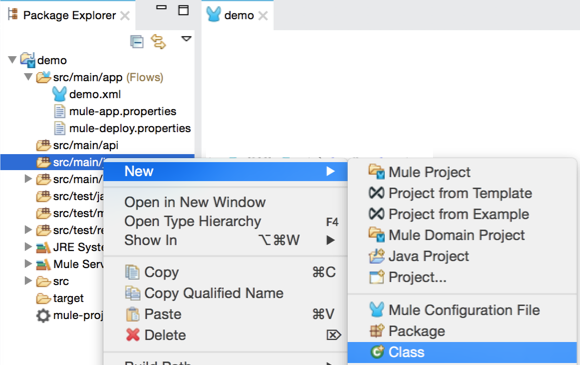 Package Explorer
demo
demo
src/main/app (Flows)
demo.xml
mule-app.properties
mule-deploy.properties
src/main/api
src/main/
src/main/
src/test/ja
src/test/m
src/test/re
JRE Syste
Mule Serv
src
target
mule-proj
New
Open in New Window
Open Type Hierarchy F4
Show In ⌥⌘W
Copy ⌘C
Copy Qualified Name
Paste ⌘V
Delete ⌦
Build Path
Mule Project
Project from Template
Project from Example
Mule Domain Project
Java Project
Project...
Mule Configuration File
Package
Class